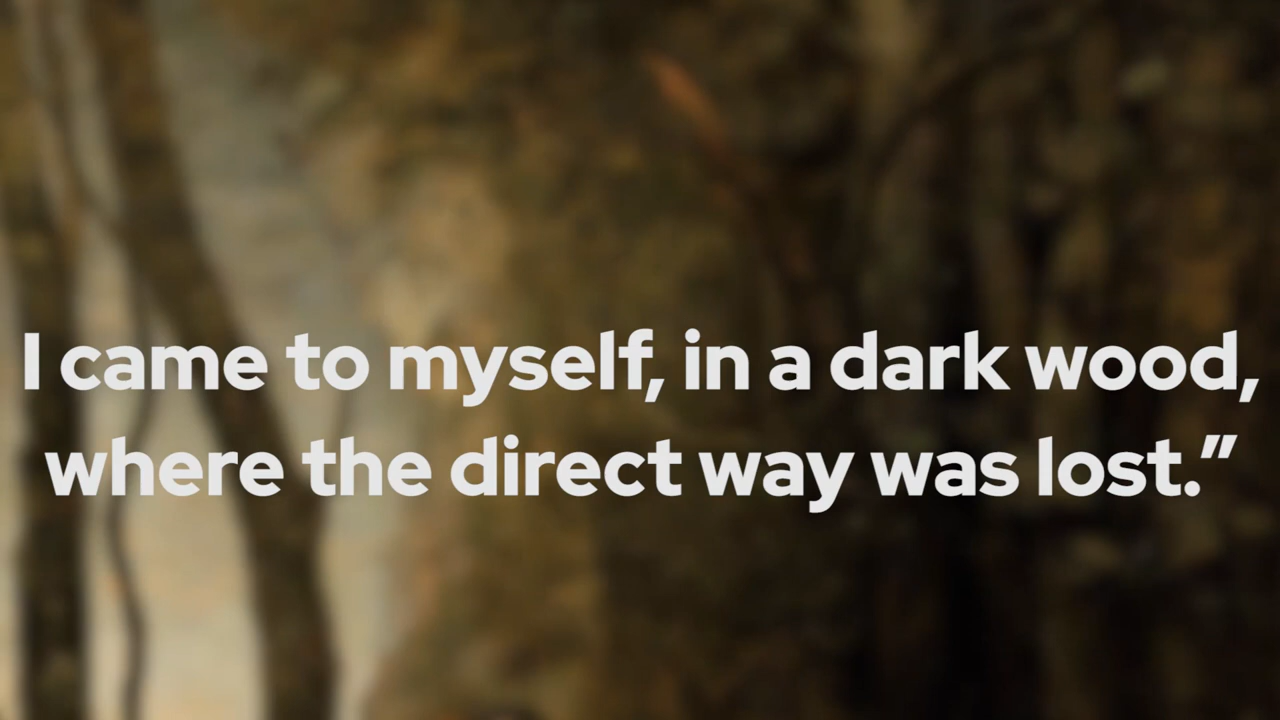 I came to myself, in a dark wood,
where the direct way was lost.”